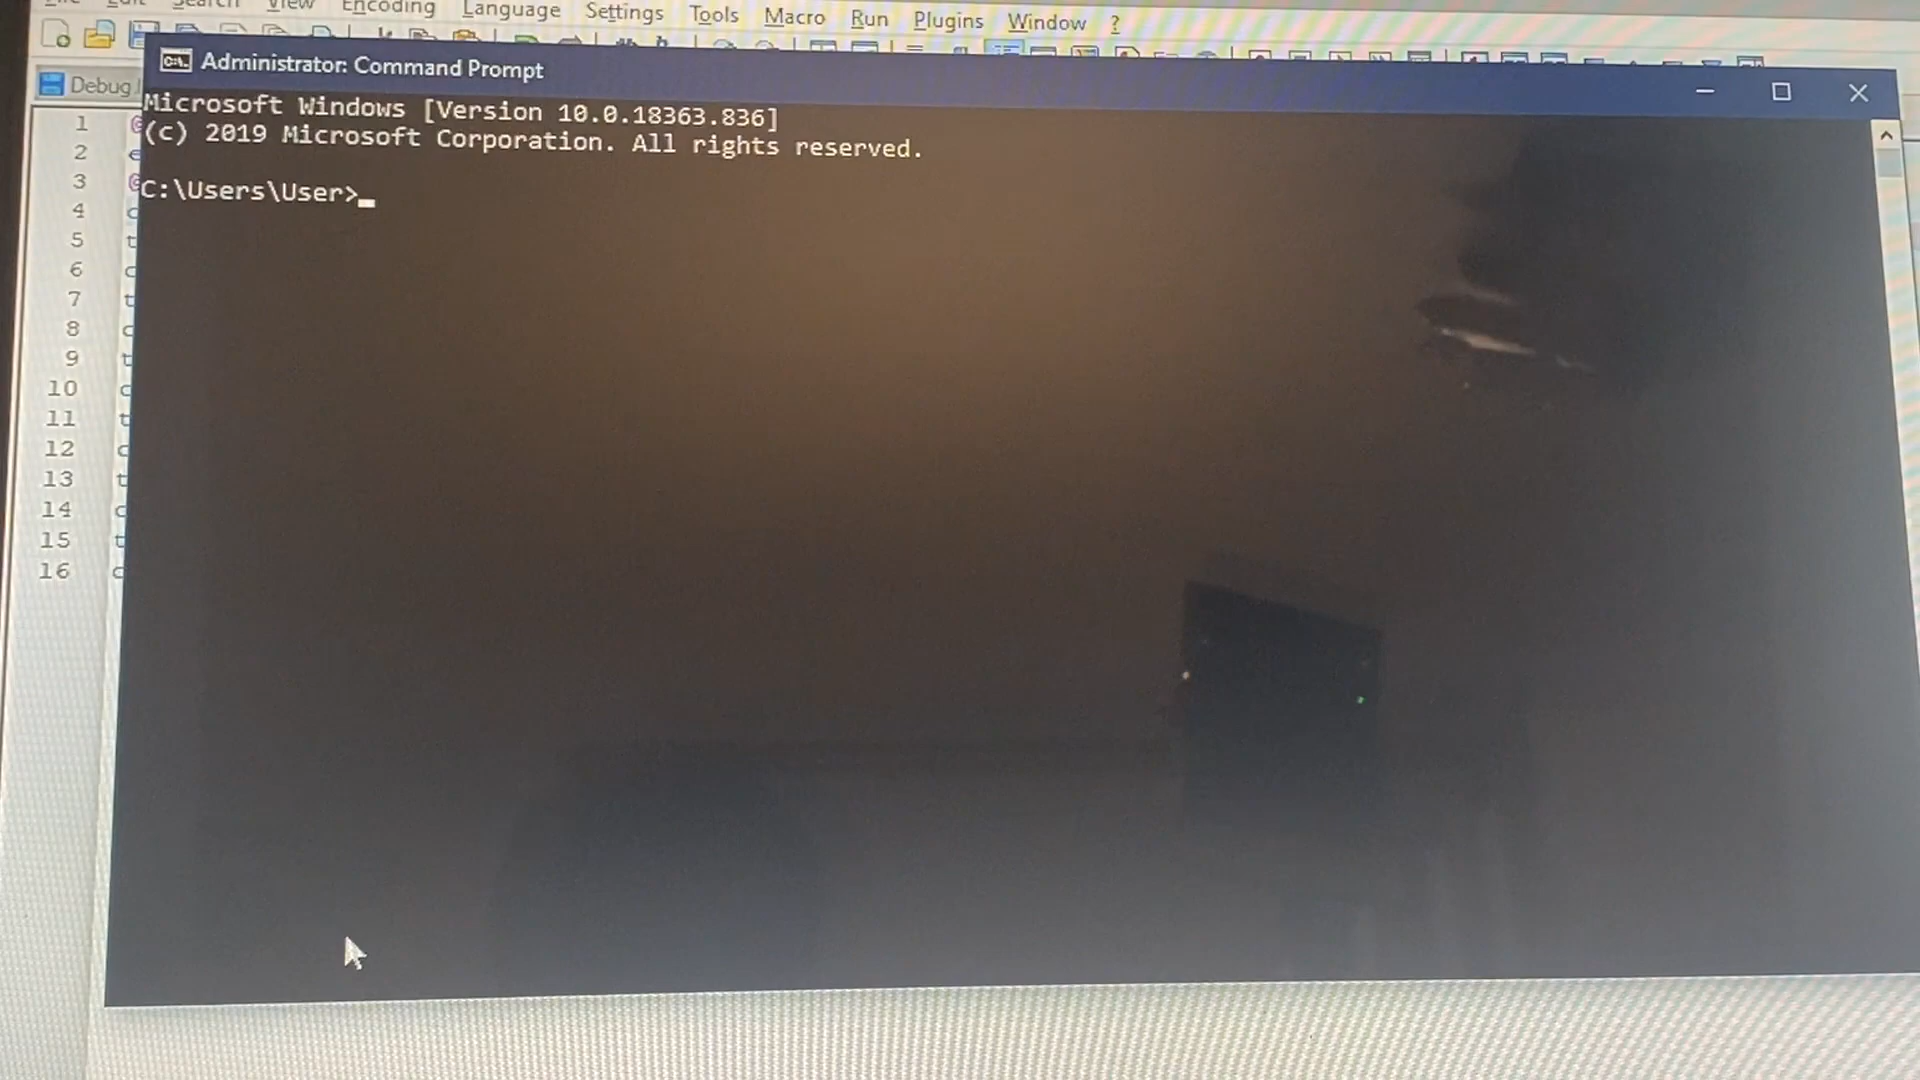 View Encoding Language Settings Tools Macro Run Plugins Window ?
Administrator: Command Prompt
Debug
Microsoft Windows [Version 10.0.18363.836]
(c) 2019 Microsoft Corporation. All rights reserved.
C:\Users\User>
1
2
3
4
5
6
7
8
9
10
11
12
13
14
15
16